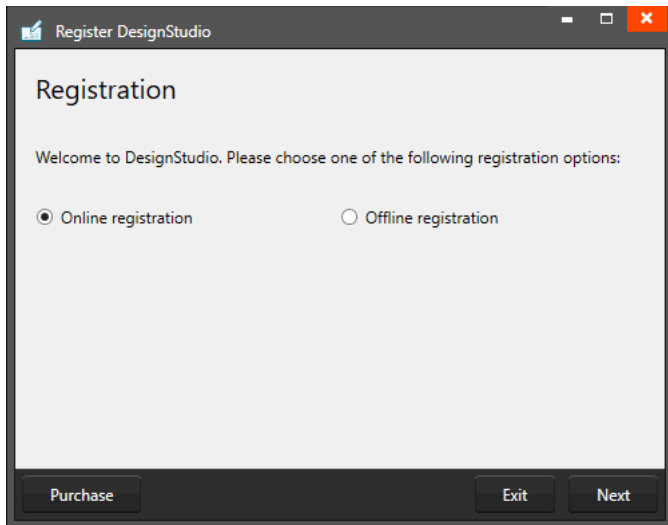 Register DesignStudio
Registration
Welcome to DesignStudio. Please choose one of the following registration options:
Online registration Offline registration
Purchase Exit Next